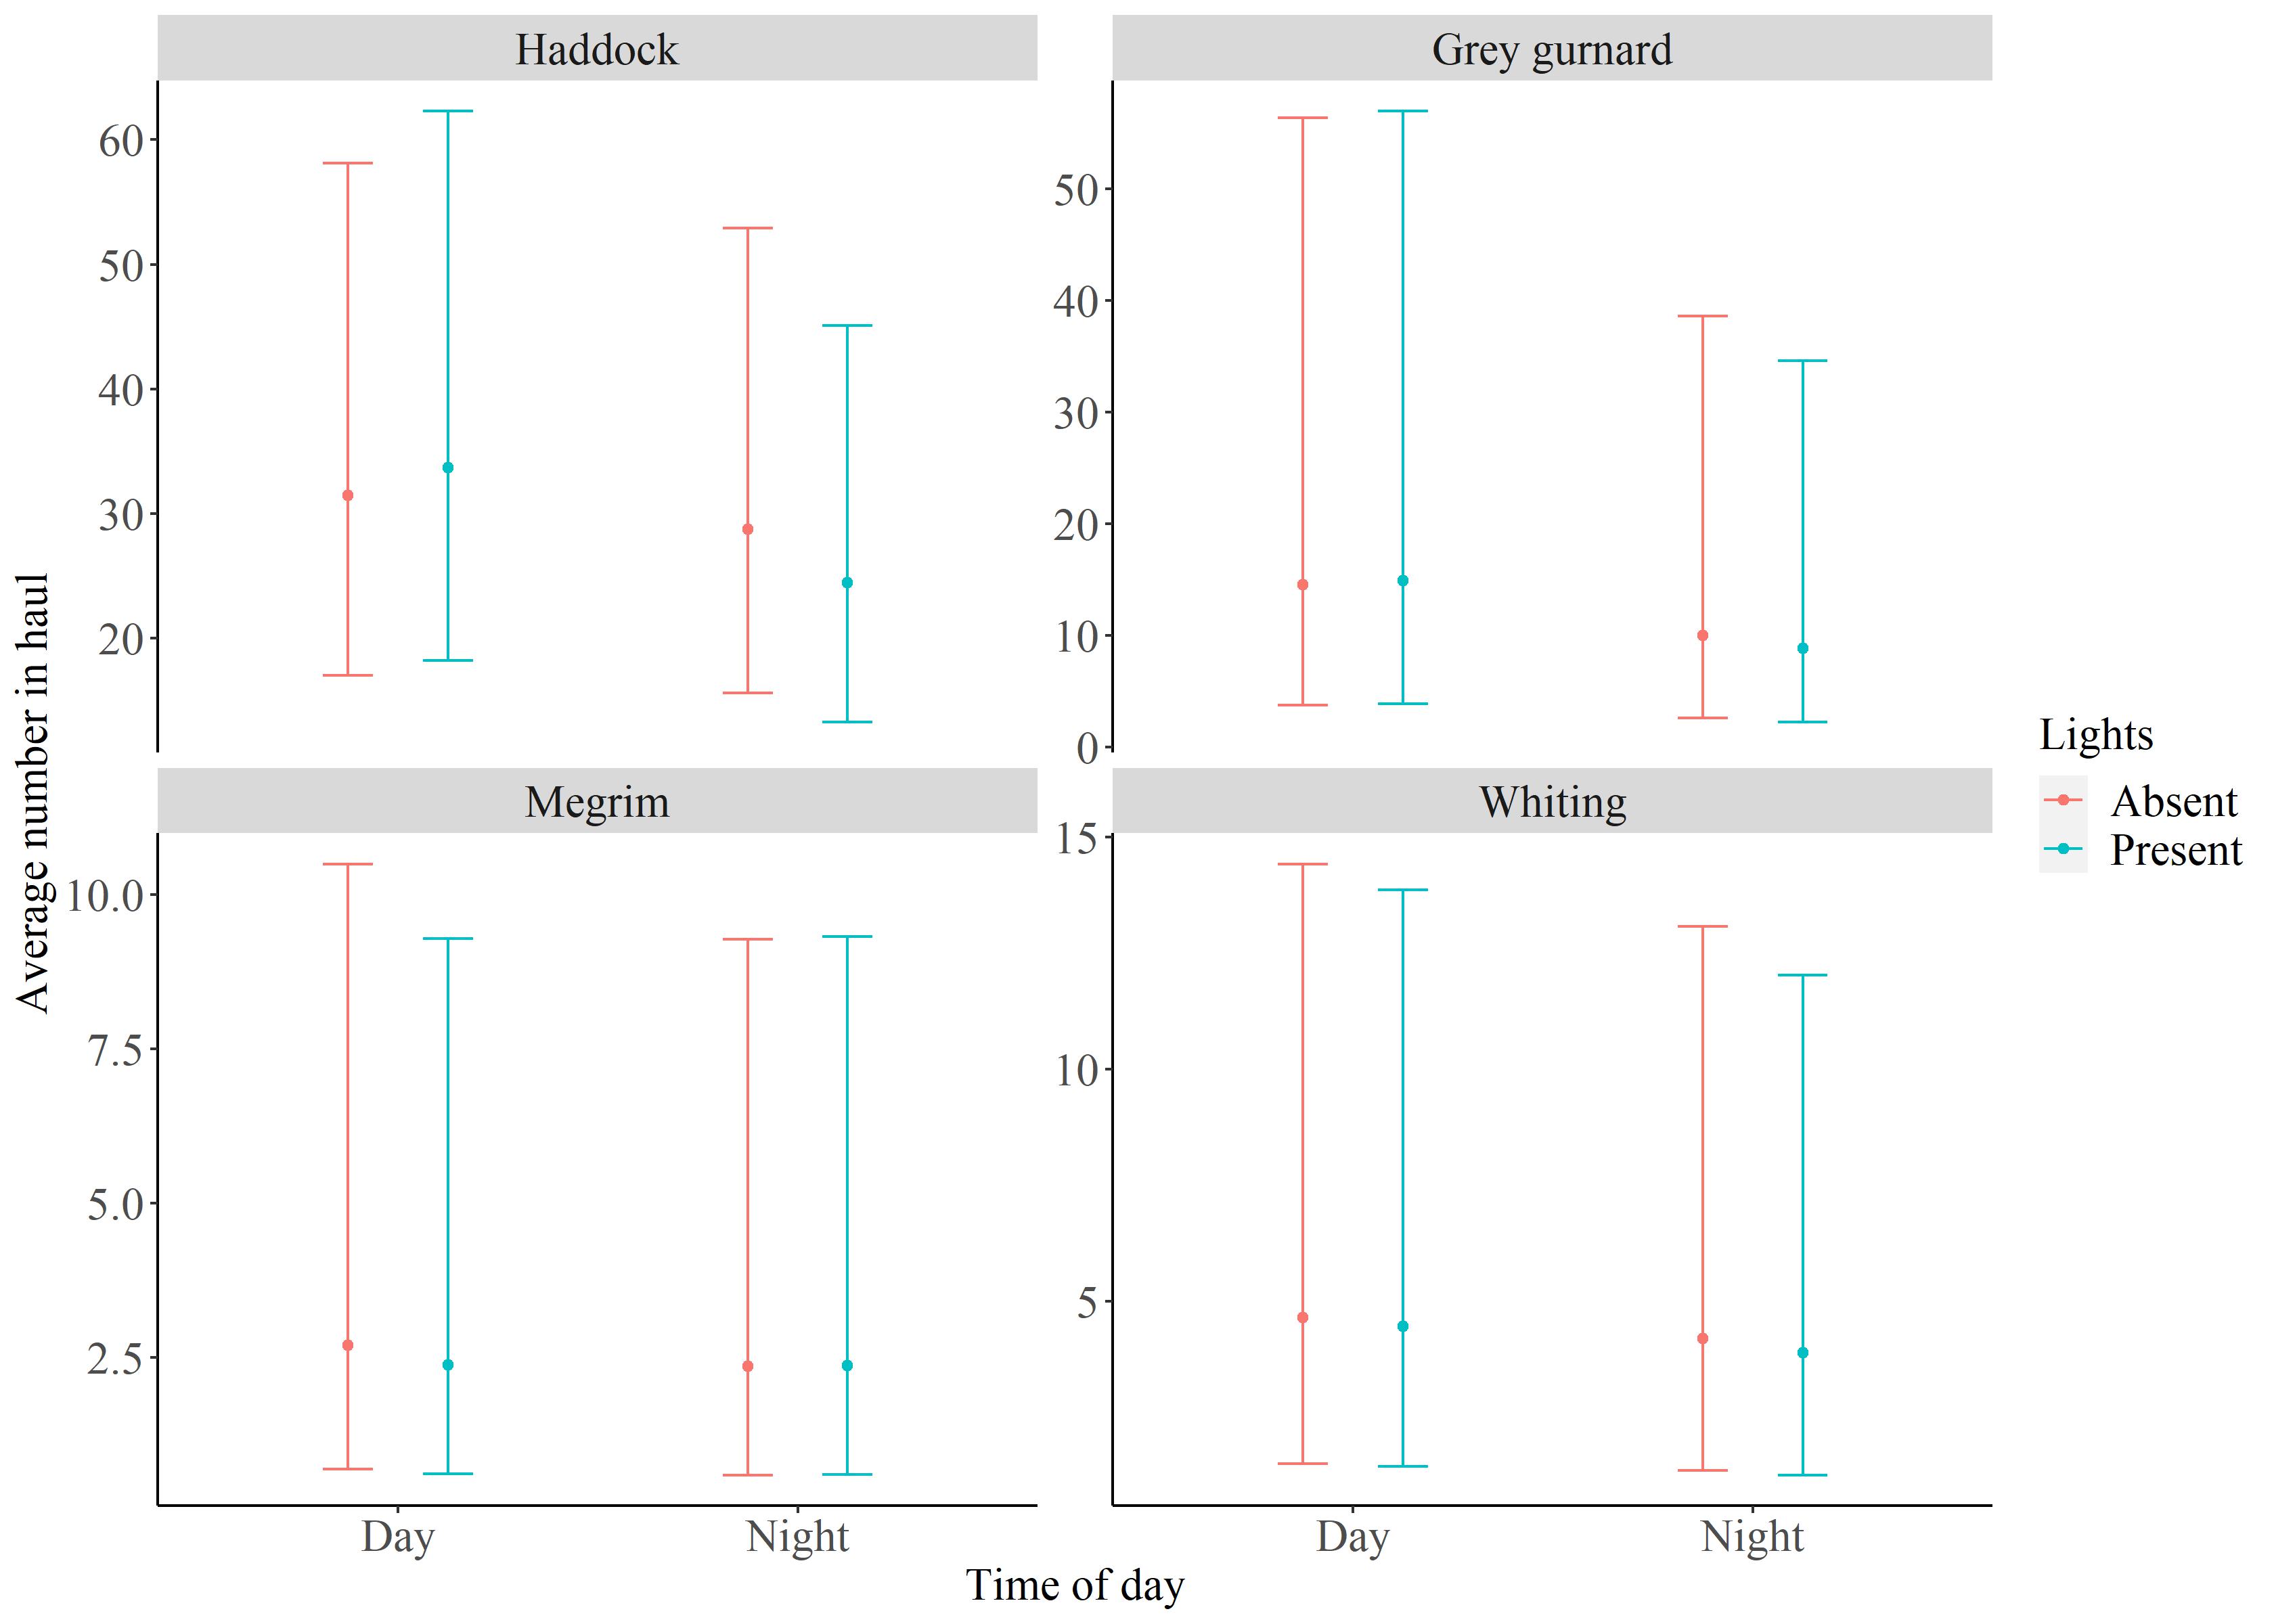 Haddock
Grey gurnard
60
50
40
30
20
50
40
30
20
10
0
Megrim
Whiting
10.0
7.5
5.0
2.5
15
10
5
Average number in haul
Day
Night
Day
Night
Time of day
Lights
Absent
Present